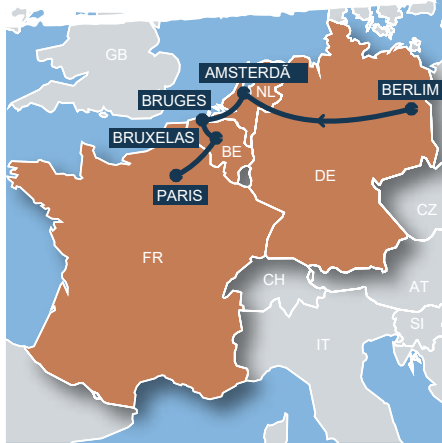 GB
AMSTERDÃ
NL
BERLIM
BRUGES
BRUXELAS
BE
DE
PARIS
CZ
FR
CH
AT
SI
IT